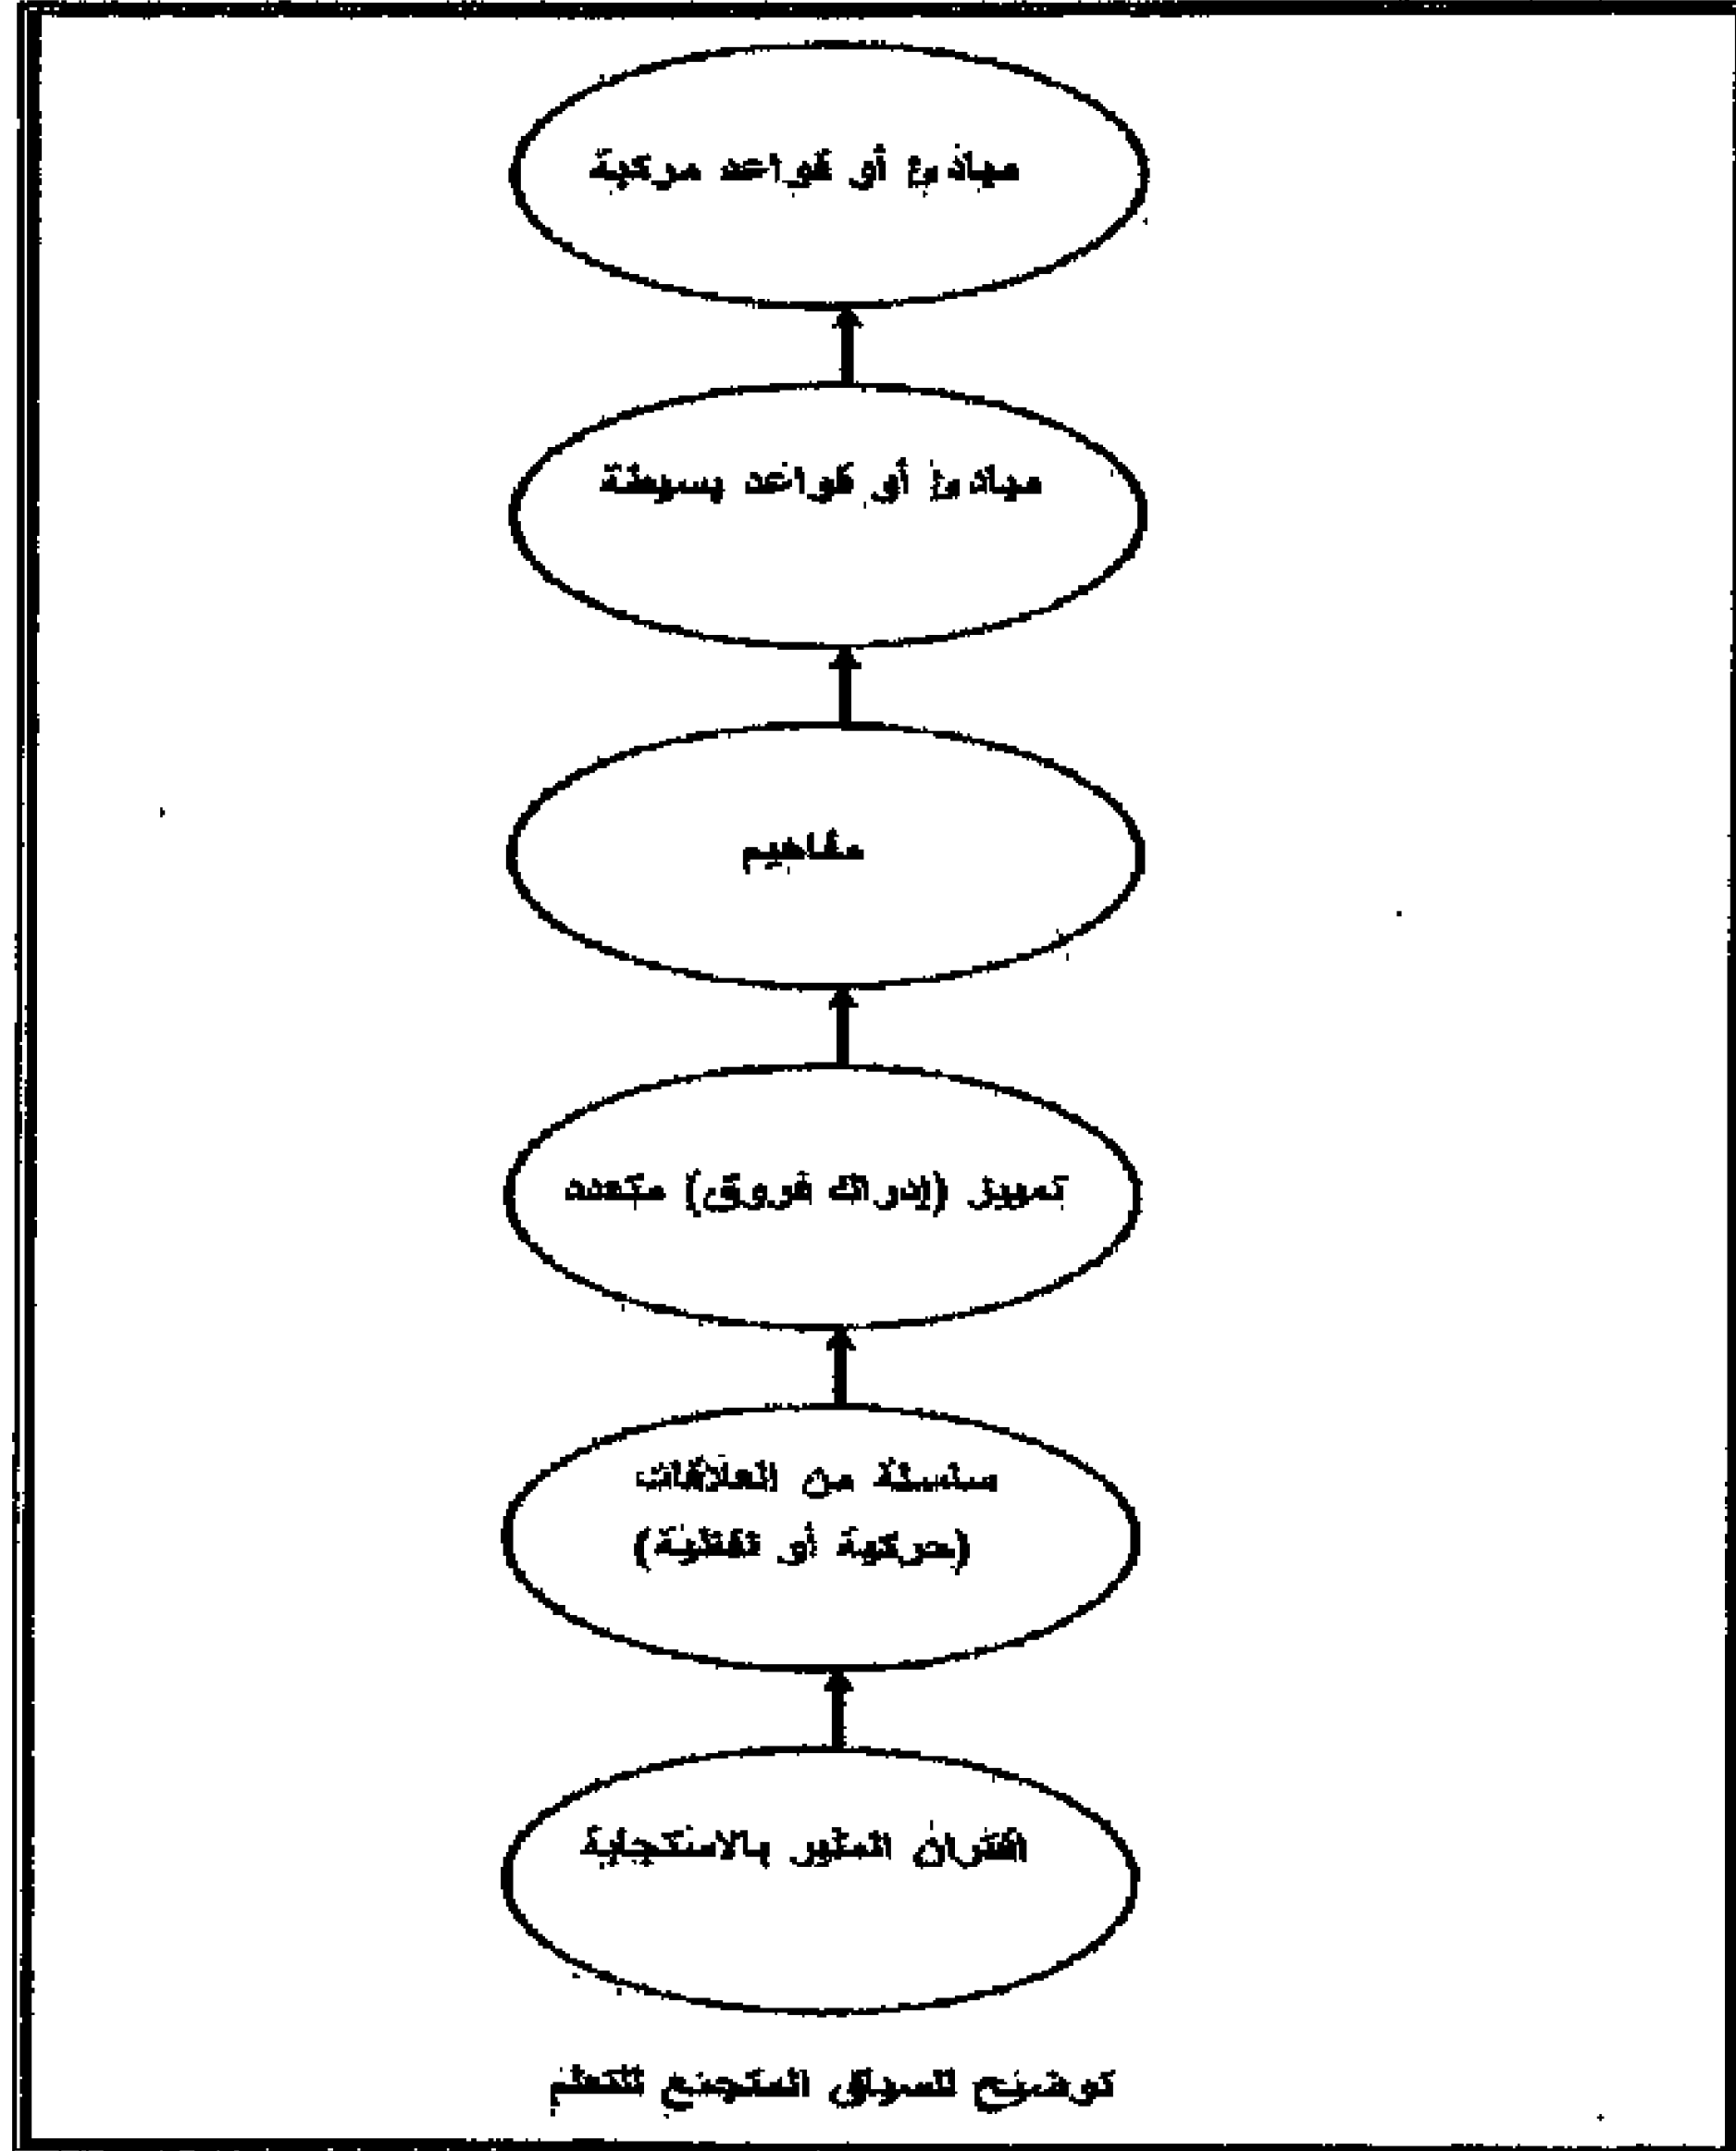 مبادئ أو قواعد مركبة
مبادئ أو قواعد بسيطة
مفاهيم
تمييز (إدراك فروق) متعدد
سلسلة من العلاقات
(حركية أو لفظية)
اقتران المثير بالاستجابة
توضيح للسياق المتجمع للتعلم